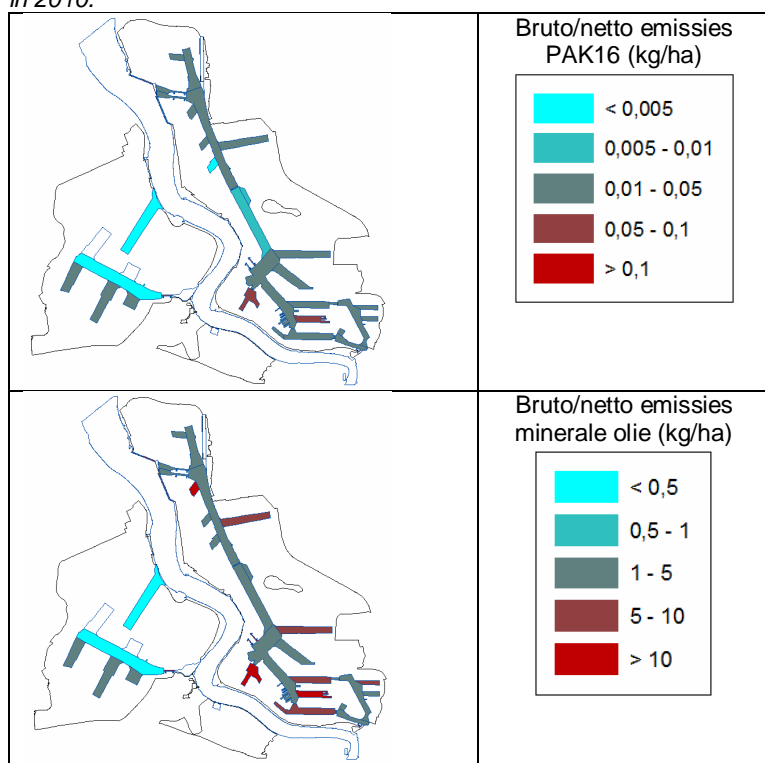 in 2010.
Bruto/netto emissies
PAK16 (kg/ha)
< 0,005
0,005 - 0,01
0,01 - 0,05
0,05 - 0,1
> 0,1
Bruto/netto emissies
minerale olie (kg/ha)
< 0,5
0,5 - 1
1 - 5
5 - 10
> 10